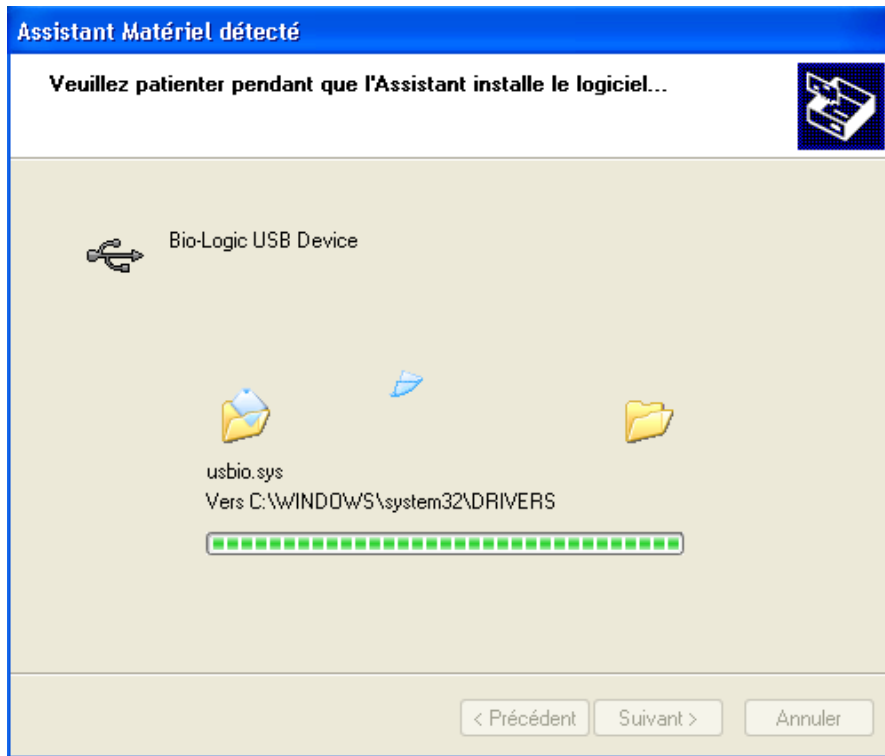 Assistant Matériel détecté
Veuillez patienter pendant que l'Assistant installe le logiciel...
Bio-Logic USB Device
usbio.sys
Vers C:\WINDOWS\system32\DRIVERS
< Précédent Suivant > Annuler